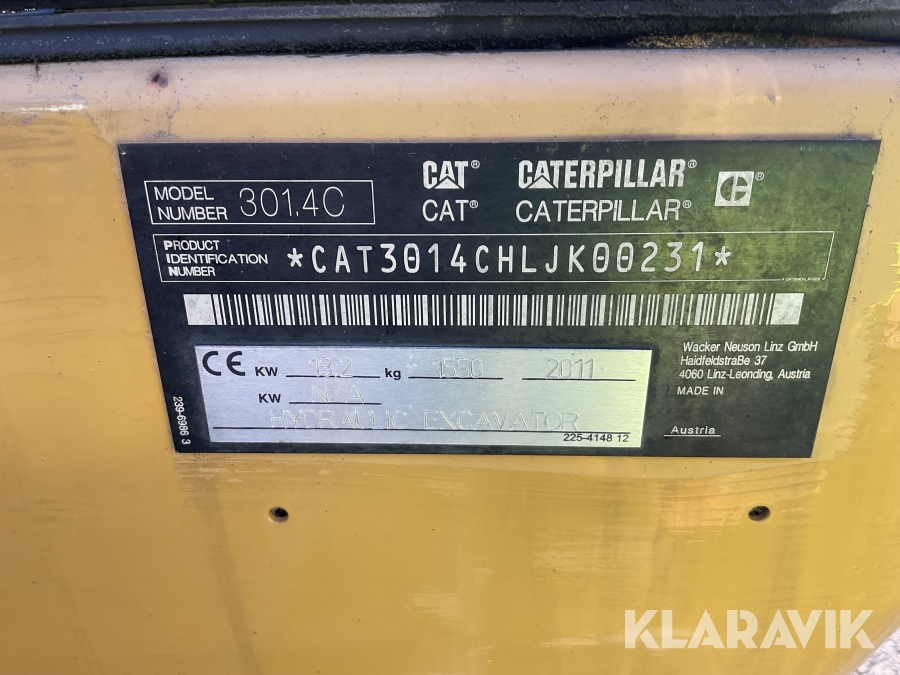 CAT® CATERPILLAR® ®
CAT® CATERPILLAR®
MODEL NUMBER 301.4C
PRODUCT IDENTIFICATION NUMBER *CAT3014CHLJK00231*
CE KW 13.2 kg 1550 2011
KW N/A
HYDRAULIC EXCAVATOR
225-4148 12
239-6986 3
Wacker Neuson Linz GmbH
Haidfeldstraße 37
4060 Linz-Leonding, Austria
MADE IN
Austria
KLARAVIK